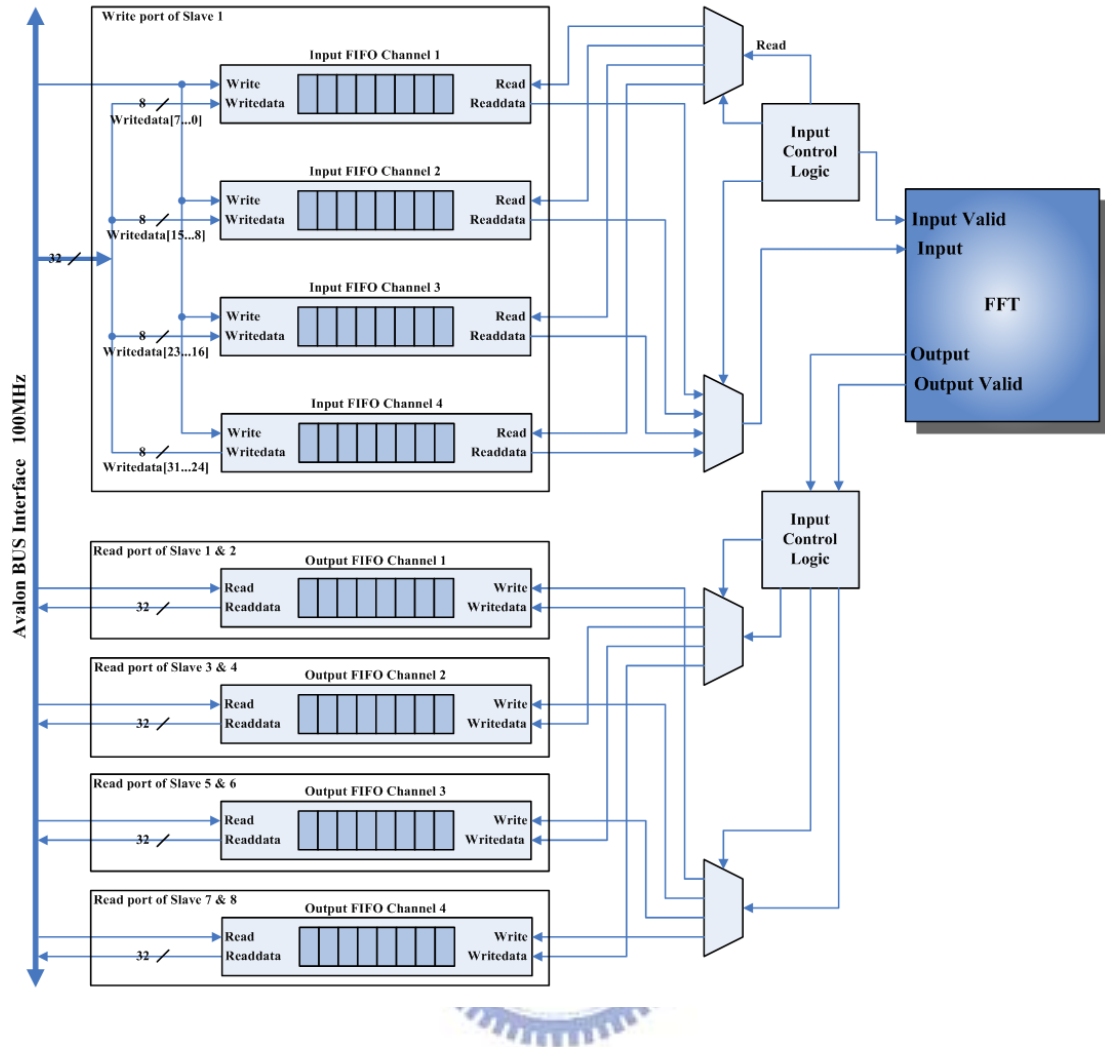 Write port of Slave 1
Input FIFO Channel 1
Write
Writedata
Read
Readdata
8
Writedata[7...0]
Input FIFO Channel 2
Write
Writedata
Read
Readdata
8
Writedata[15...8]
32
Input FIFO Channel 3
Write
Writedata
Read
Readdata
8
Writedata[23...16]
Input FIFO Channel 4
Write
Writedata
Read
Readdata
8
Writedata[31...24]
Read
Input
Control
Logic
Input Valid
Input
FFT
Output
Output Valid
Input
Control
Logic
Avalon BUS Interface 100MHz
Read port of Slave 1 & 2
Output FIFO Channel 1
Read
Readdata
Write
Writedata
32
Read port of Slave 3 & 4
Output FIFO Channel 2
Read
Readdata
Write
Writedata
32
Read port of Slave 5 & 6
Output FIFO Channel 3
Read
Readdata
Write
Writedata
32
Read port of Slave 7 & 8
Output FIFO Channel 4
Read
Readdata
Write
Writedata
32